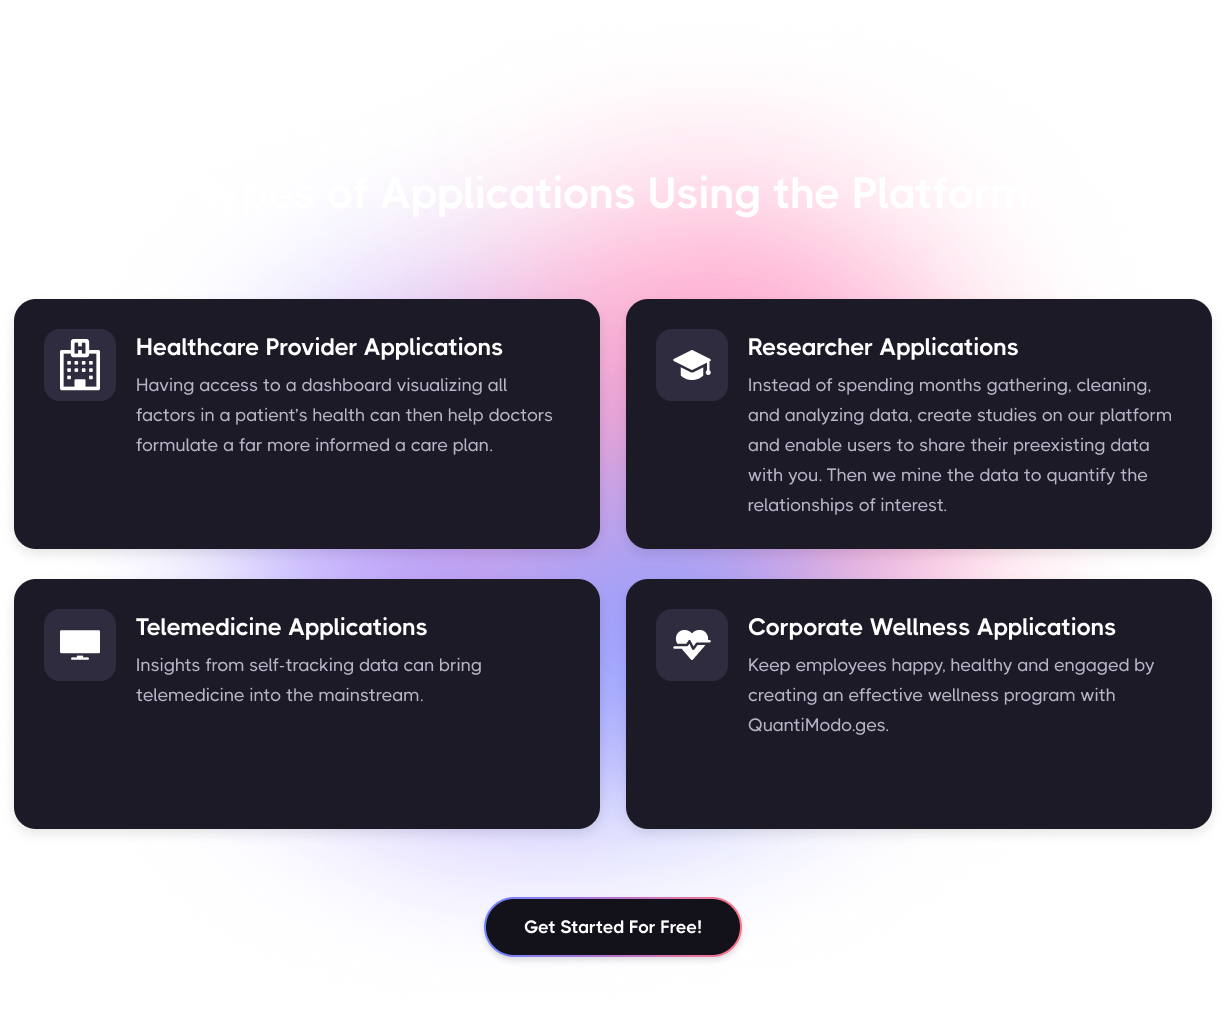 Types of Applications Using the Platform
H
Healthcare Provider Applications
Having access to a dashboard visualizing all
factors in a patient's health can then help doctors
formulate a far more informed a care plan.
Researcher Applications
Instead of spending months gathering, cleaning,
and analyzing data, create studies on our platform
and enable users to share their preexisting data
with you. Then we mine the data to quantify the
relationships of interest.
Telemedicine Applications
Insights from self-tracking data can bring
telemedicine into the mainstream.
Corporate Wellness Applications
Keep employees happy, healthy and engaged by
creating an effective wellness program with
QuantiModo.ges.
Get Started For Free!